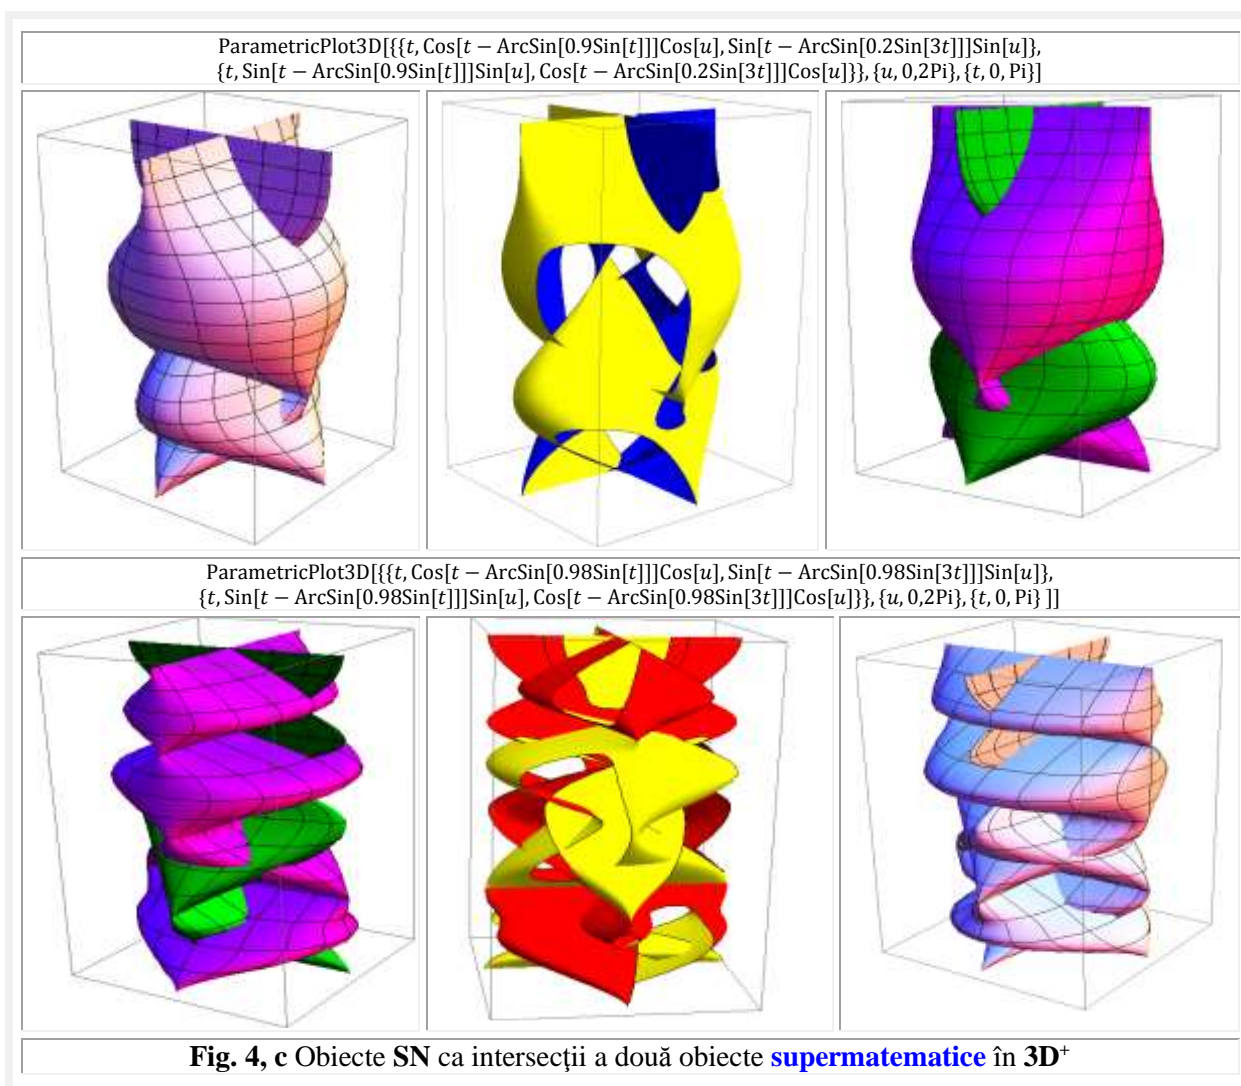 ParametricPlot3D[{{t, Cos[t − ArcSin[0.9Sin[t]]]Cos[u], Sin[t − ArcSin[0.2Sin[3t]]]Sin[u]},
{t, Sin[t − ArcSin[0.9Sin[t]]]Sin[u], Cos[t − ArcSin[0.2Sin[3t]]]Cos[u]}}, {u, 0,2Pi}, {t, 0, Pi}]
ParametricPlot3D[{{t, Cos[t − ArcSin[0.98Sin[t]]]Cos[u], Sin[t − ArcSin[0.98Sin[3t]]]Sin[u]},
{t, Sin[t − ArcSin[0.98Sin[t]]]Sin[u], Cos[t − ArcSin[0.98Sin[3t]]]Cos[u]}}, {u, 0,2Pi}, {t, 0, Pi} ]]
Fig. 4, c Obiecte SN ca intersecţii a două obiecte supermatematice în 3D⁺